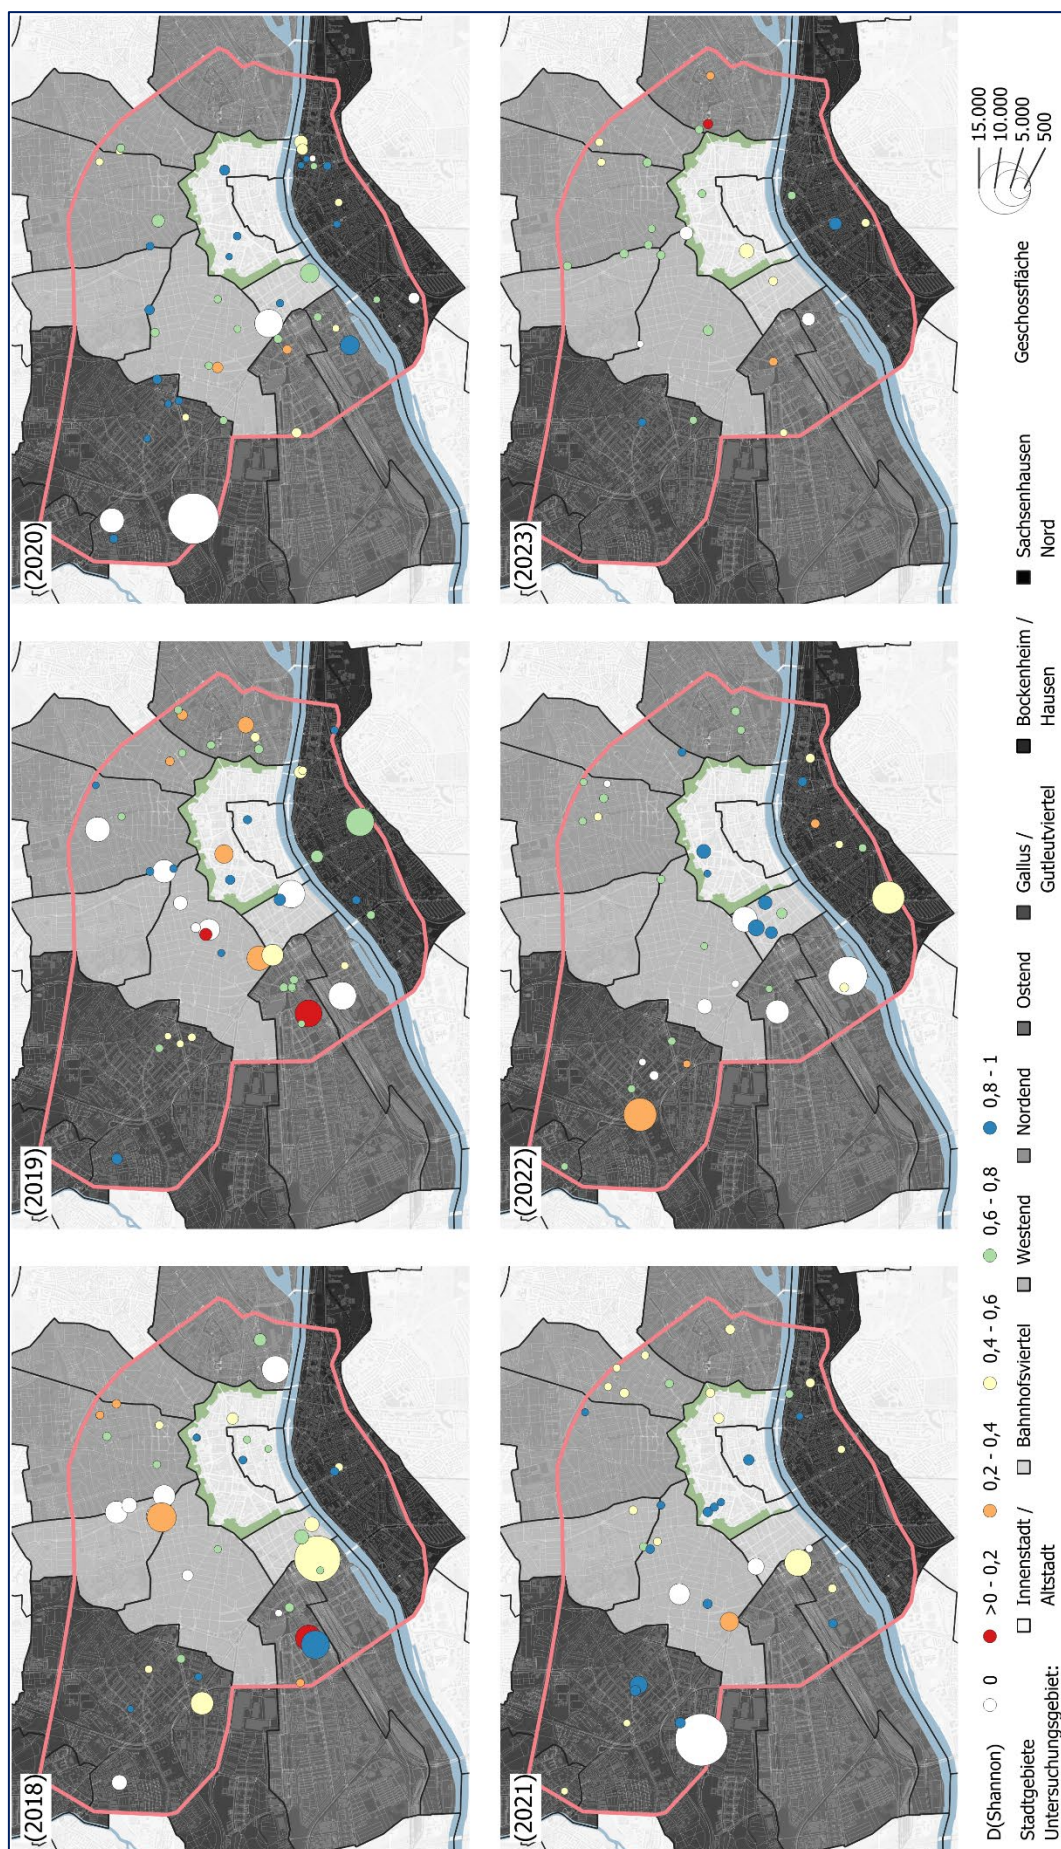 (2018)
(2019)
(2020)
(2021)
(2022)
(2023)
D(Shannon) 0 >0 - 0,2 0,2 - 0,4 0,4 - 0,6 0,6 - 0,8 0,8 - 1
Stadtgebiete
Untersuchungsgebiet:
Innenstadt /
Altstadt
Bahnhofsviertel
Westend
Nordend
Ostend
Gallus /
Gutleutviertel
Bockenheim /
Hausen
Sachsenhausen
Nord
Geschossfläche
15.000
10.000
5.000
500